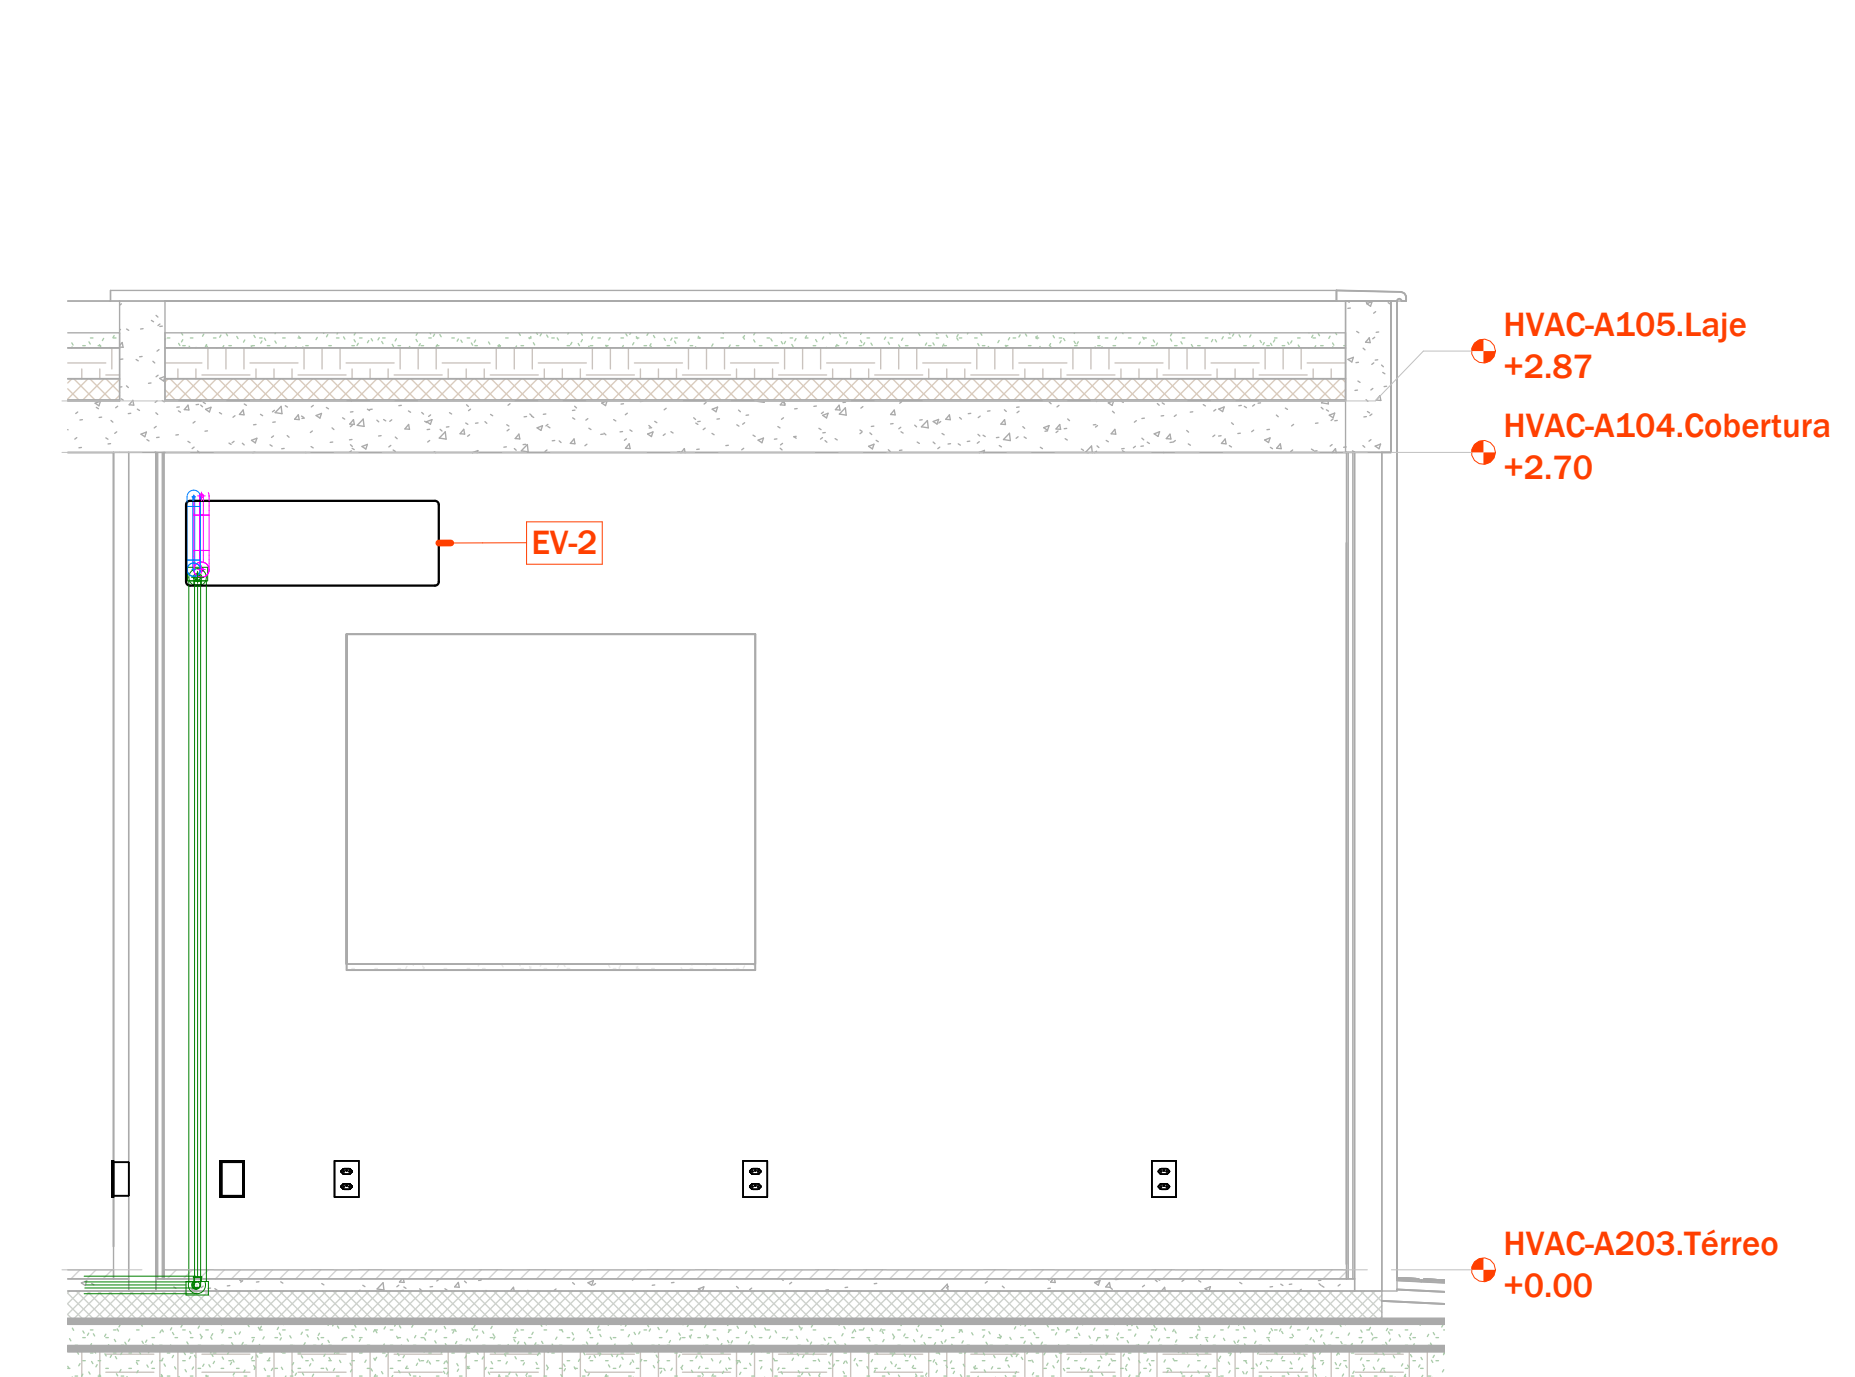 HVAC-A105.Laje
+2.87
HVAC-A104.Cobertura
+2.70
EV-2
HVAC-A203.Térreo
+0.00